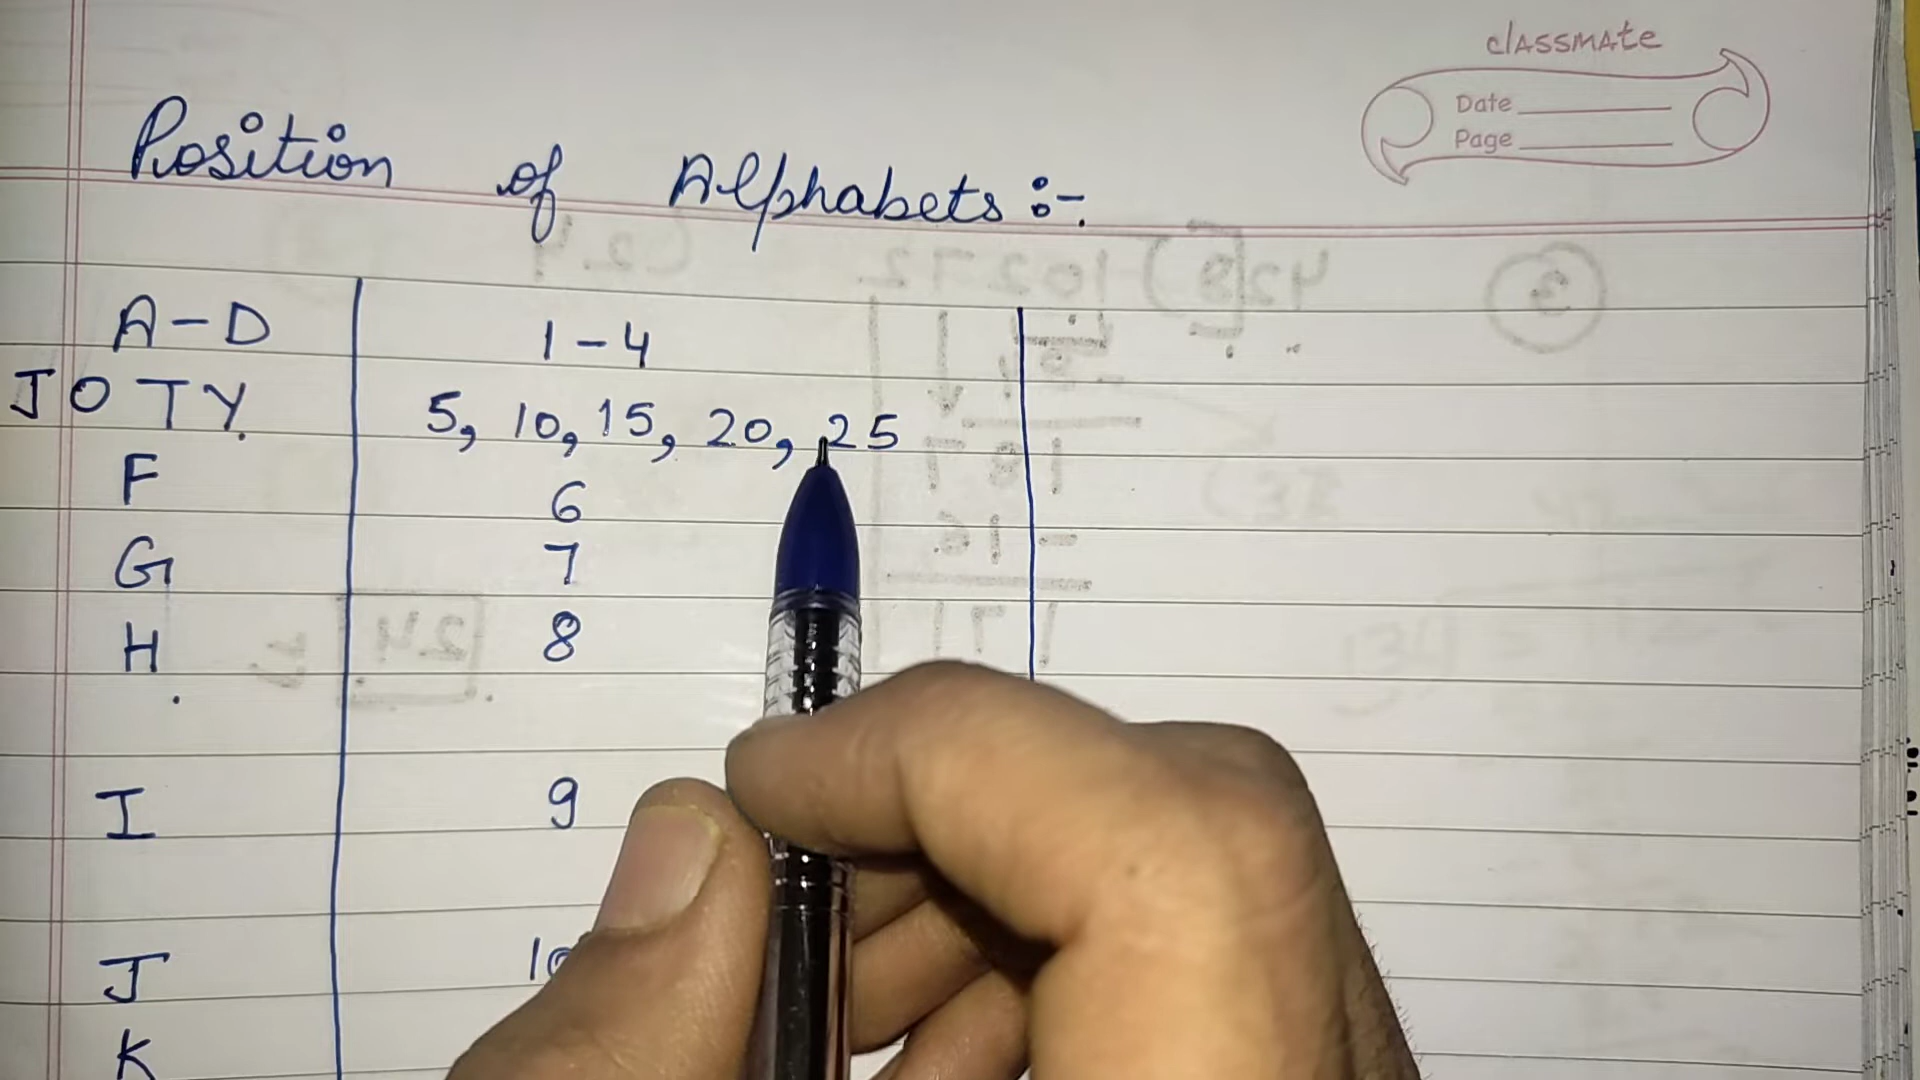 classmate
Date
Page
Position of Alphabets :-
A-D 1-4
JOTY. 5, 10, 15, 20, 25
F 6
G 7
H 8
I 9
J
K